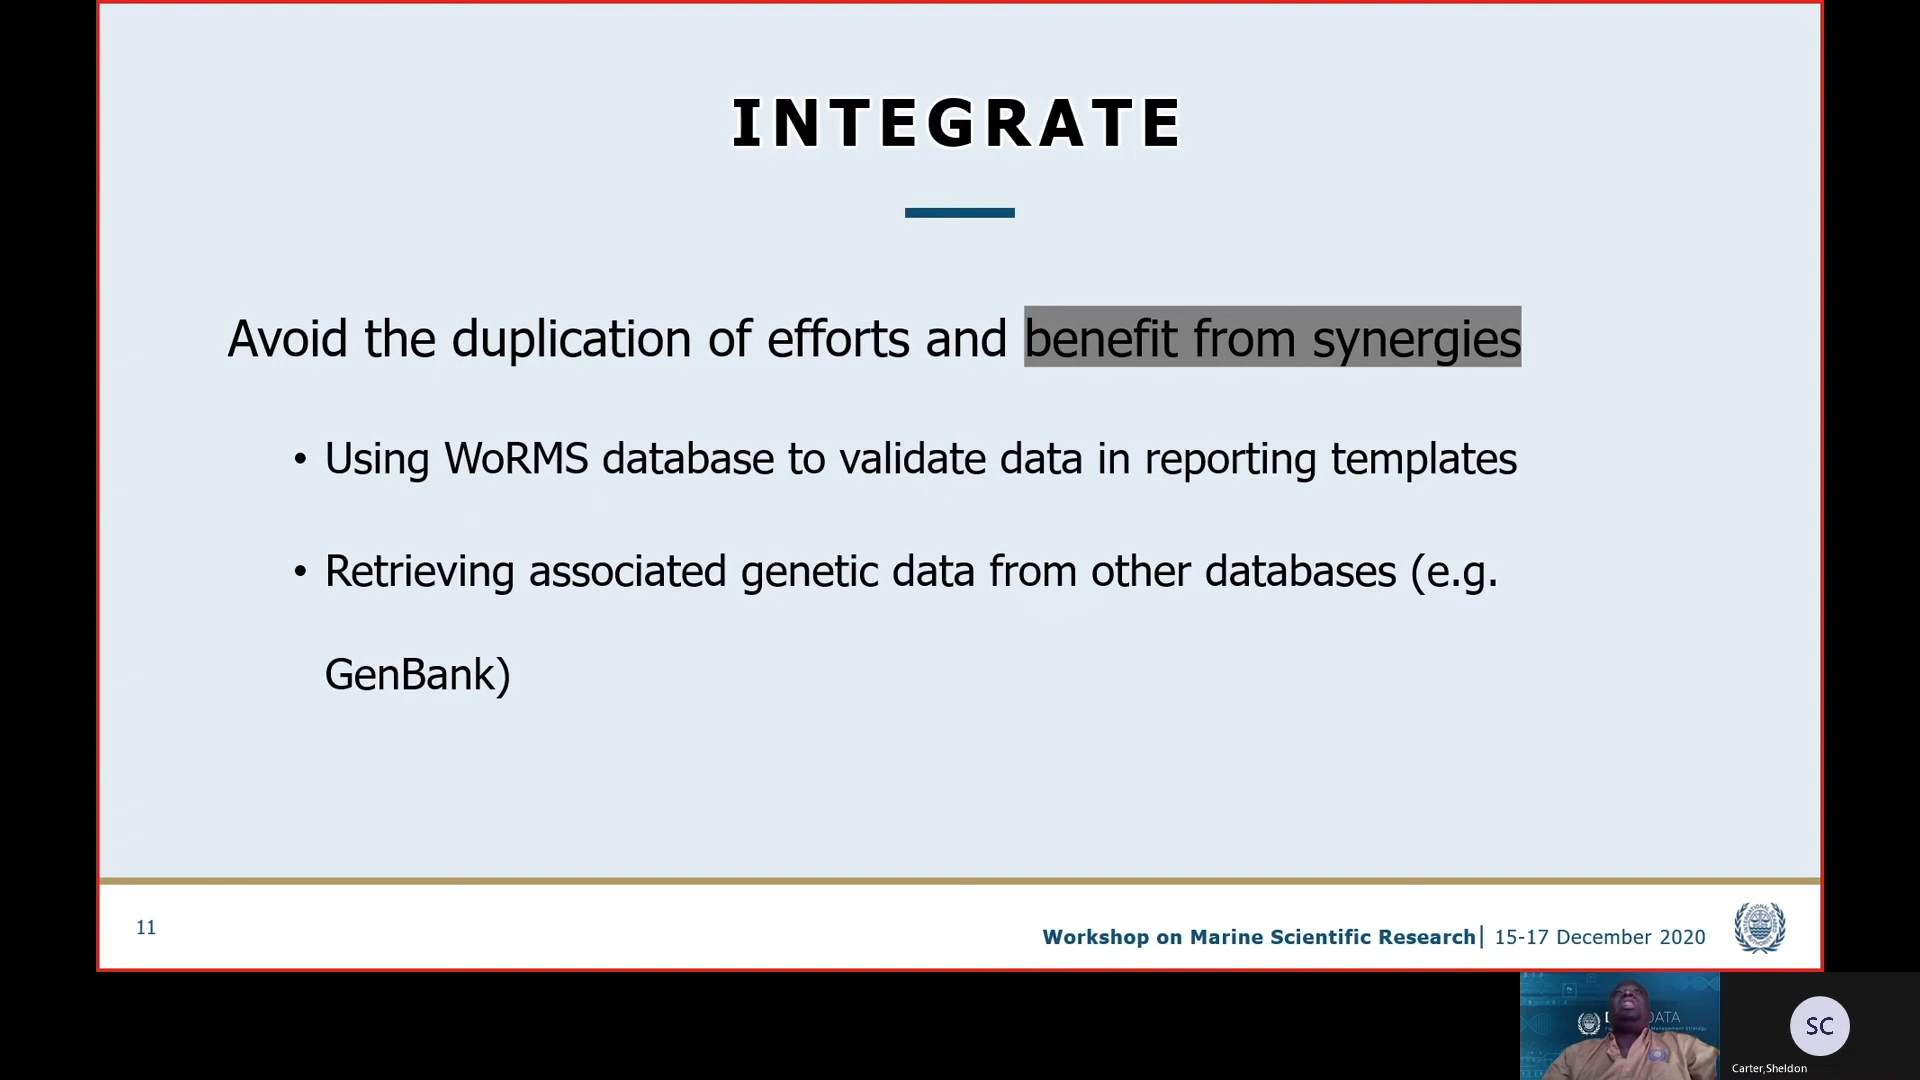 INTEGRATE
Avoid the duplication of efforts and benefit from synergies
• Using WoRMS database to validate data in reporting templates
• Retrieving associated genetic data from other databases (e.g.
GenBank)
11
Workshop on Marine Scientific Research| 15-17 December 2020
DATA
SC
Carter,Sheldon